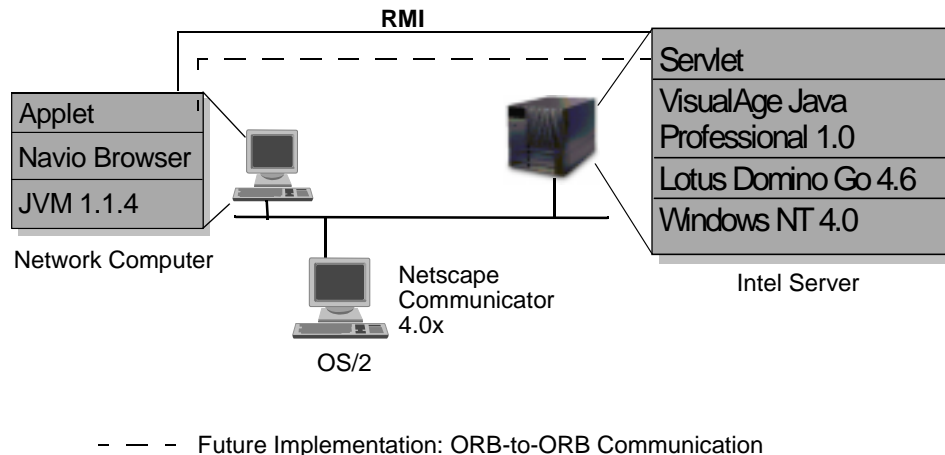 RMI
Applet
Navio Browser
JVM 1.1.4
Network Computer
Servlet
VisualAge Java
Professional 1.0
Lotus Domino Go 4.6
Windows NT 4.0
Intel Server
Netscape
Communicator
4.0x
OS/2
Future Implementation: ORB-to-ORB Communication